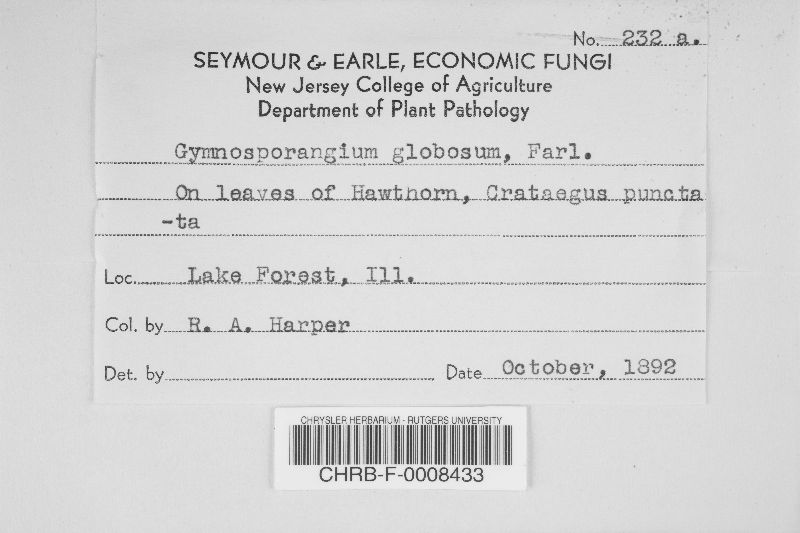 No. 232 a.
SEYMOUR & EARLE, ECONOMIC FUNGI
New Jersey College of Agriculture
Department of Plant Pathology
Gymnosporangium globosum, Farl.
On leaves of Hawthorn, Crataegus puncta
-ta
Loc. Lake Forest, Ill.
Col. by R. A. Harper
Det. by Date October, 1892
CHRYSLER HERBARIUM - RUTGERS UNIVERSITY
CHRB-F-0008433